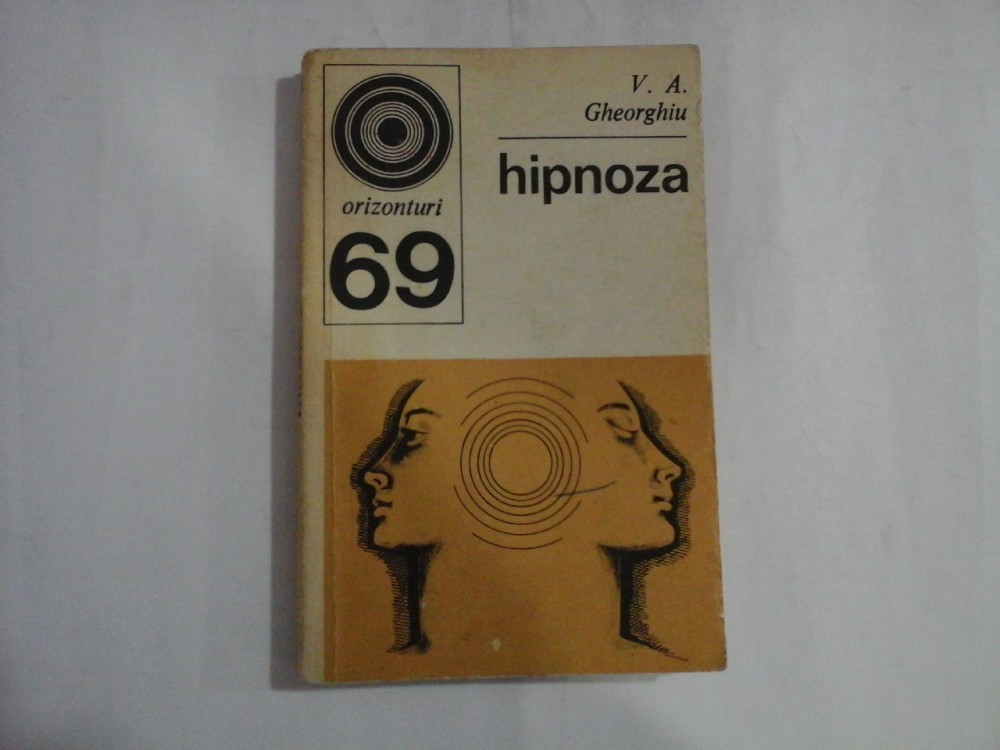 orizonturi
69
V. A.
Gheorghiu
hipnoza